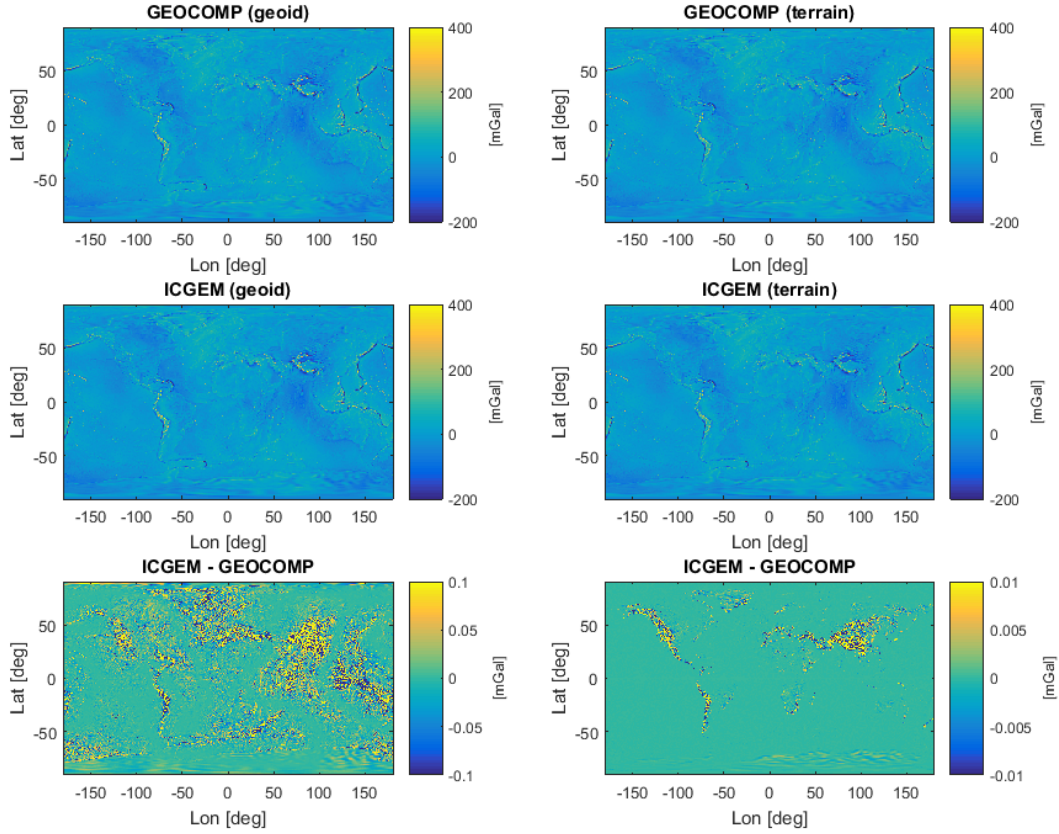 GEOCOMP (geoid)
Lat [deg]
50
0
-50
-150 -100 -50 0 50 100 150
Lon [deg]
400
200
0
-200
[mGal]
GEOCOMP (terrain)
Lat [deg]
50
0
-50
-150 -100 -50 0 50 100 150
Lon [deg]
400
200
0
-200
[mGal]
ICGEM (geoid)
Lat [deg]
50
0
-50
-150 -100 -50 0 50 100 150
Lon [deg]
400
200
0
-200
[mGal]
ICGEM (terrain)
Lat [deg]
50
0
-50
-150 -100 -50 0 50 100 150
Lon [deg]
400
200
0
-200
[mGal]
ICGEM - GEOCOMP
Lat [deg]
50
0
-50
-150 -100 -50 0 50 100 150
Lon [deg]
0.1
0.05
0
-0.05
-0.1
[mGal]
ICGEM - GEOCOMP
Lat [deg]
50
0
-50
-150 -100 -50 0 50 100 150
Lon [deg]
0.01
0.005
0
-0.005
-0.01
[mGal]